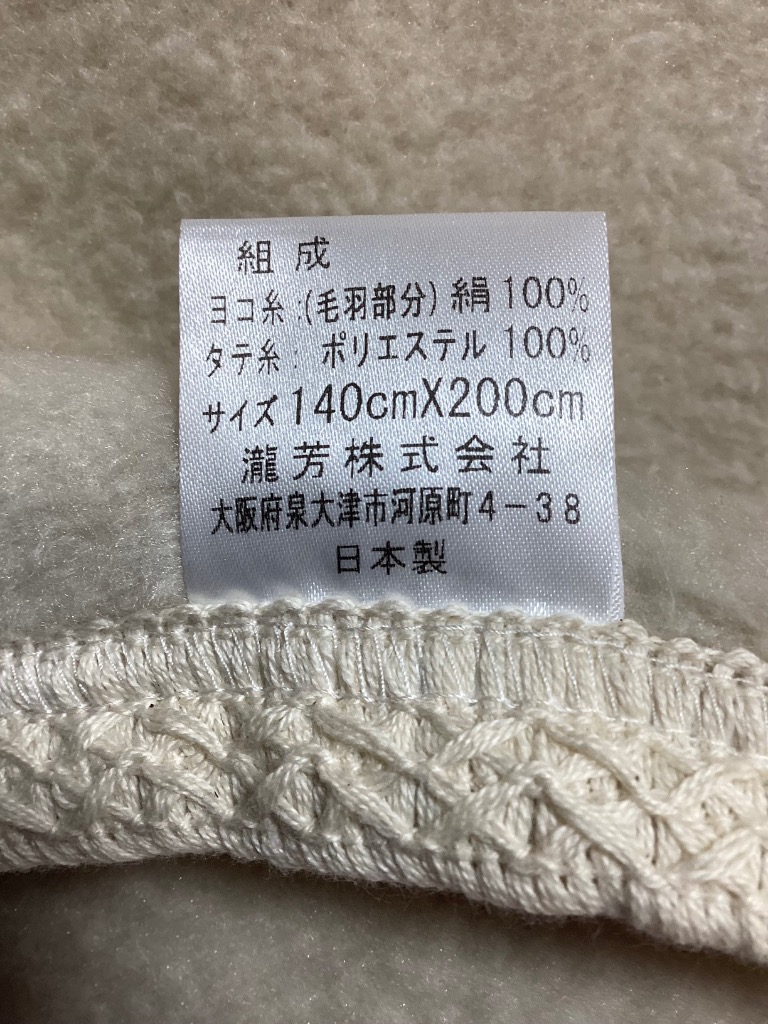 組成
ヨコ糸:(毛羽部分)絹100%
タテ糸: ポリエステル100%
サイズ140cmX200cm
瀧芳株式会社
大阪府泉大津市河原町4-38
日本製